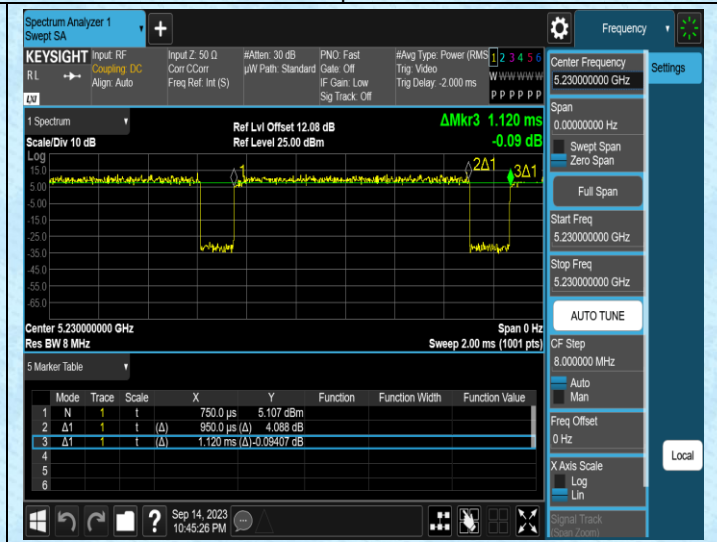 Spectrum Analyzer 1
Swept SA
+
Frequency
KEYSIGHT
RL
LXI
Input: RF
Coupling: DC
Align: Auto
Input Z: 50 Ω
Corr CCorr
Freq Ref: Int (S)
#Atten: 30 dB
µW Path: Standard
PNO: Fast
Gate: Off
IF Gain: Low
Sig Track: Off
#Avg Type: Power (RMS
Trig: Video
Trig Delay: -2.000 ms
1 2 3 4 5 6
W W W W W W
P P P P P P
1 Spectrum
Scale/Div 10 dB
Ref Lvl Offset 12.08 dB
Ref Level 25.00 dBm
ΔMkr3 1.120 ms
-0.09 dB
Log
15.0
5.00
-5.00
-15.0
-25.0
-35.0
-45.0
-55.0
-65.0
1
2Δ1
3Δ1
Center 5.230000000 GHz
Res BW 8 MHz
Span 0 Hz
Sweep 2.00 ms (1001 pts)
5 Marker Table
Mode Trace Scale X Y Function Function Width Function Value
1 N 1 t 750.0 µs 5.107 dBm
2 Δ1 1 t (Δ) 950.0 µs (Δ) 4.088 dB
3 Δ1 1 t (Δ) 1.120 ms (Δ) -0.09407 dB
4
5
6
?
Sep 14, 2023
10:45:26 PM
Center Frequency
5.230000000 GHz
Span
0.00000000 Hz
Swept Span
Zero Span
Full Span
Start Freq
5.230000000 GHz
Stop Freq
5.230000000 GHz
AUTO TUNE
CF Step
8.000000 MHz
Auto
Man
Freq Offset
0 Hz
X Axis Scale
Log
Lin
Signal Track
(Span Zoom)
Settings
Local